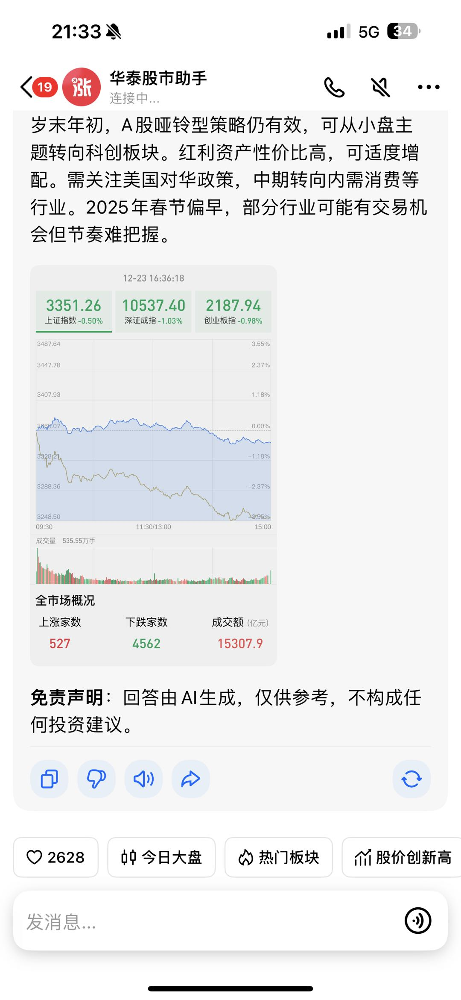 21:33
5G 34
19
涨
华泰股市助手
连接中...
岁末年初，A股哑铃型策略仍有效，可从小盘主
题转向科创板块。红利资产性价比高，可适度增
配。需关注美国对华政策，中期转向内需消费等
行业。2025年春节偏早，部分行业可能有交易机
会但节奏难把握。
12-23 16:36:18
3351.26 10537.40 2187.94
上证指数 -0.50% 深证成指 -1.03% 创业板指 -0.98%
3487.64 3.55%
3447.78 2.37%
3407.93 1.18%
3368.07 0.00%
3328.21 -1.18%
3288.36 -2.37%
3248.50 -3.55%
09:30 11:30/13:00 15:00
成交量 535.55万手
全市场概况
上涨家数 下跌家数 成交额 (亿元)
527 4562 15307.9
免责声明：回答由AI生成，仅供参考，不构成任
何投资建议。
2628 今日大盘 热门板块 股价创新高
发消息...